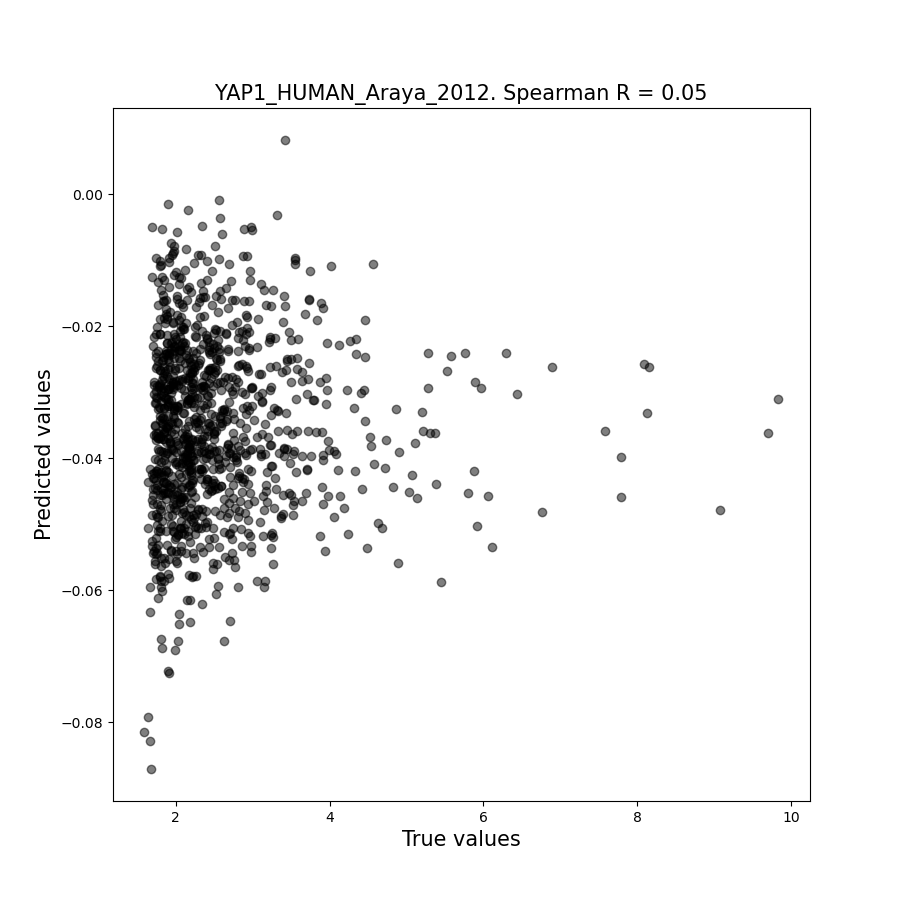 YAP1_HUMAN_Araya_2012. Spearman R = 0.05
0.00
−0.02
−0.04
−0.06
−0.08
Predicted values
2 4 6 8 10
True values